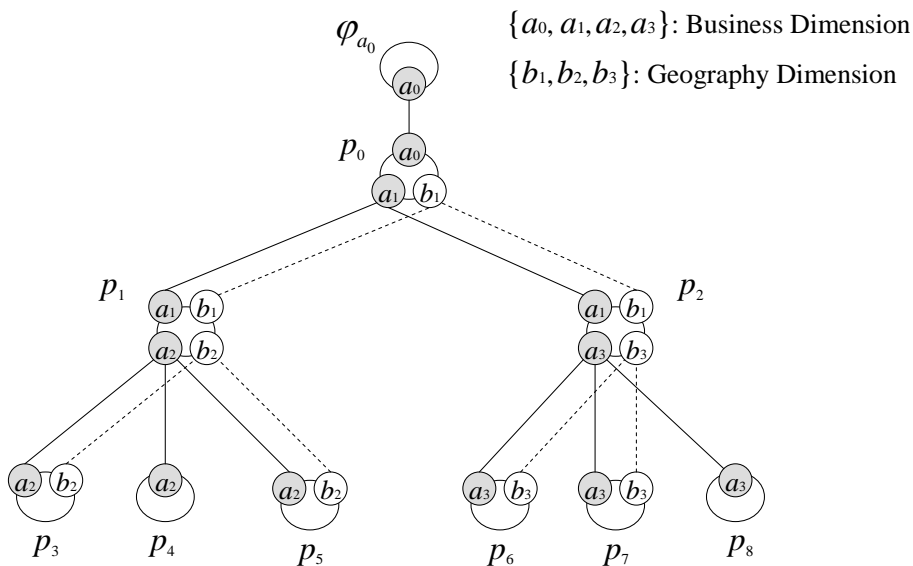 φₐ₀
{a₀, a₁, a₂, a₃}: Business Dimension
{b₁, b₂, b₃}: Geography Dimension
a₀
p₀ a₀
a₁ b₁
p₁ a₁ b₁ a₁ b₁ p₂
a₂ b₂ a₃ b₃
a₂ b₂ a₂ a₂ b₂ a₃ b₃ a₃ b₃ a₃
p₃ p₄ p₅ p₆ p₇ p₈